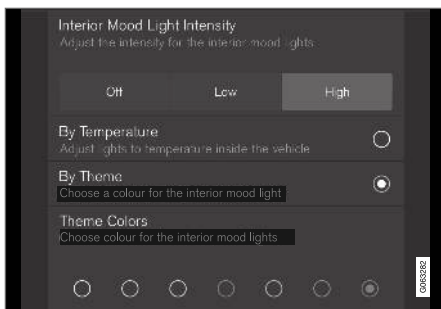 Interior Mood Light Intensity
Adjust the intensity for the interior mood lights
Off Low High
By Temperature
Adjust lights to temperature inside the vehicle
By Theme
Choose a colour for the interior mood light
Theme Colors
Choose colour for the interior mood lights
G063282